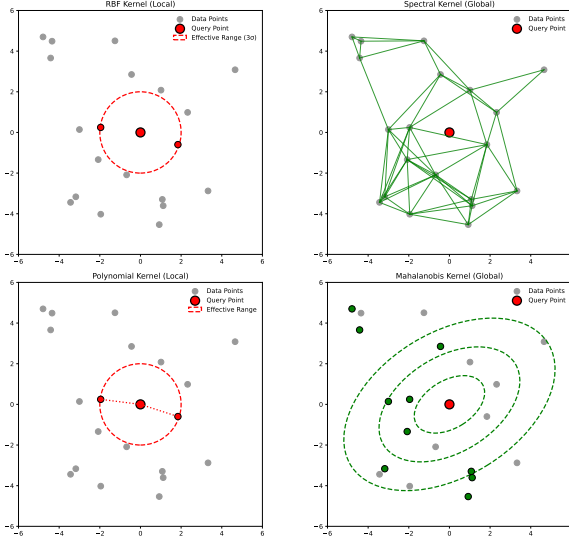 RBF Kernel (Local)
Data Points
Query Point
Effective Range (3σ)
6
4
2
0
−2
−4
−6
−6 −4 −2 0 2 4 6
Spectral Kernel (Global)
Data Points
Query Point
6
4
2
0
−2
−4
−6
−6 −4 −2 0 2 4 6
Polynomial Kernel (Local)
Data Points
Query Point
Effective Range
6
4
2
0
−2
−4
−6
−6 −4 −2 0 2 4 6
Mahalanobis Kernel (Global)
Data Points
Query Point
6
4
2
0
−2
−4
−6
−6 −4 −2 0 2 4 6